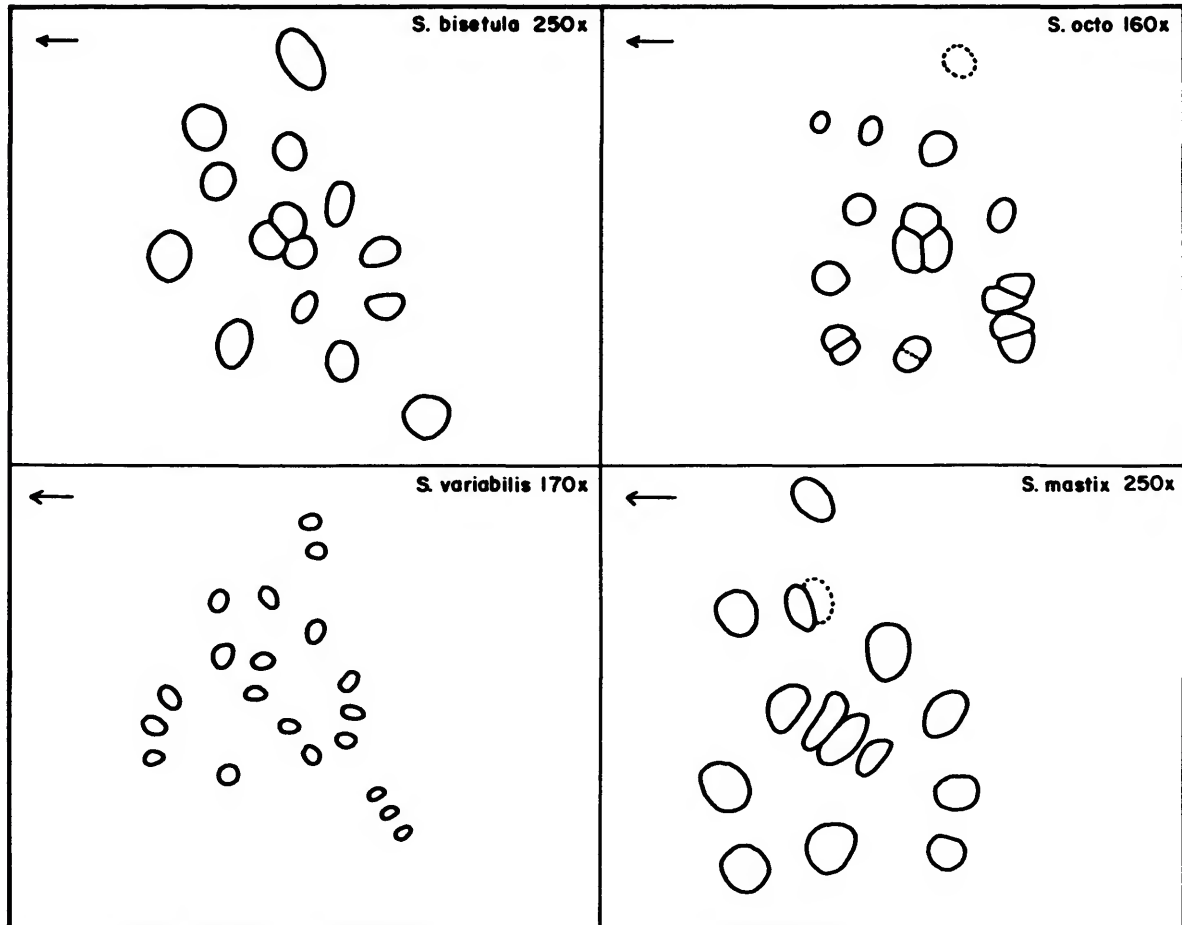 S. bisetula 250x
S. octo 160x
S. variabilis 170x
S. mastix 250x